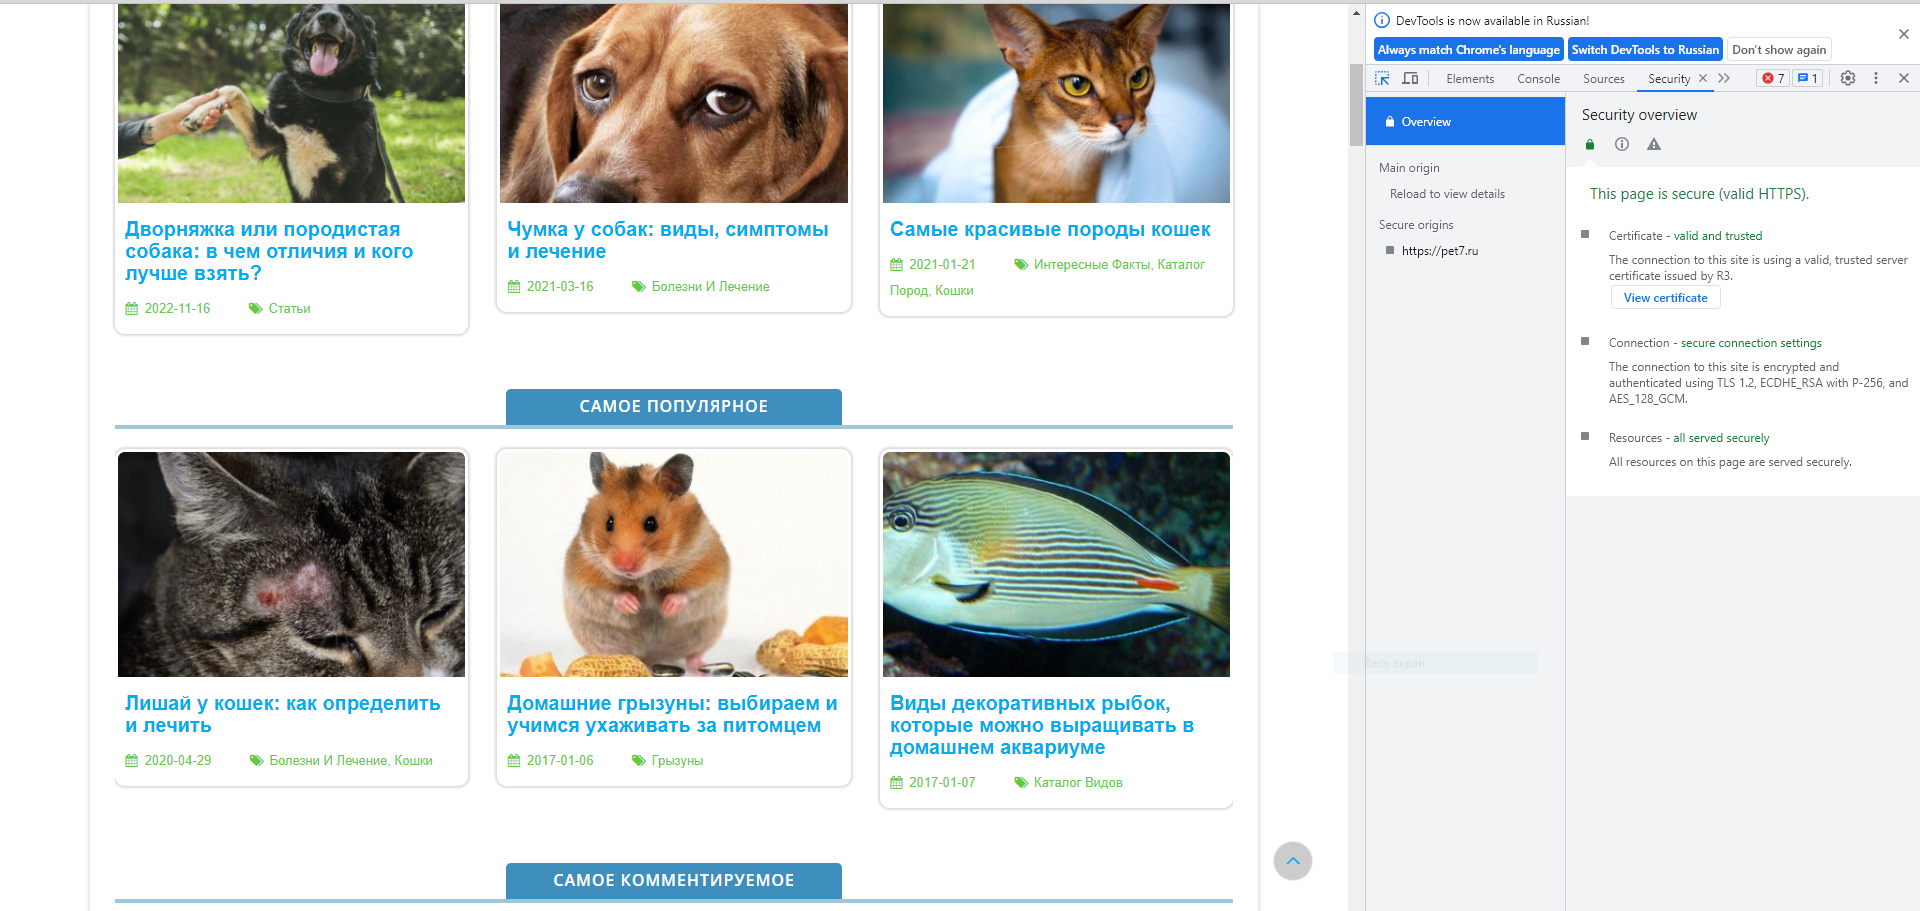 Дворняжка или породистая
собака: в чем отличия и кого
лучше взять?
2022-11-16 Статьи
Чумка у собак: виды, симптомы
и лечение
2021-03-16 Болезни И Лечение
Самые красивые породы кошек
2021-01-21 Интересные Факты, Каталог
Пород, Кошки
САМОЕ ПОПУЛЯРНОЕ
Лишай у кошек: как определить
и лечить
2020-04-29 Болезни И Лечение, Кошки
Домашние грызуны: выбираем и
учимся ухаживать за питомцем
2017-01-06 Грызуны
Виды декоративных рыбок,
которые можно выращивать в
домашнем аквариуме
2017-01-07 Каталог Видов
САМОЕ КОММЕНТИРУЕМОЕ
DevTools is now available in Russian!
Always match Chrome's language Switch DevTools to Russian Don't show again
Elements Console Sources Security 7 1
Overview
Main origin
Reload to view details
Secure origins
https://pet7.ru
Весь экран
Security overview
This page is secure (valid HTTPS).
Certificate - valid and trusted
The connection to this site is using a valid, trusted server
certificate issued by R3.
View certificate
Connection - secure connection settings
The connection to this site is encrypted and
authenticated using TLS 1.2, ECDHE_RSA with P-256, and
AES_128_GCM.
Resources - all served securely
All resources on this page are served securely.